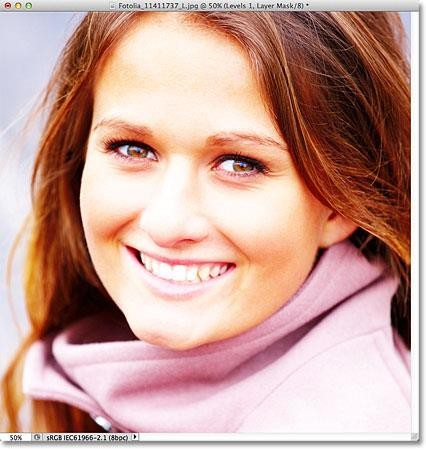 Fotolia_11411737_L.jpg @ 50% (Levels 1, Layer Mask/8) *
50%
sRGB IEC61966-2.1 (8bpc)